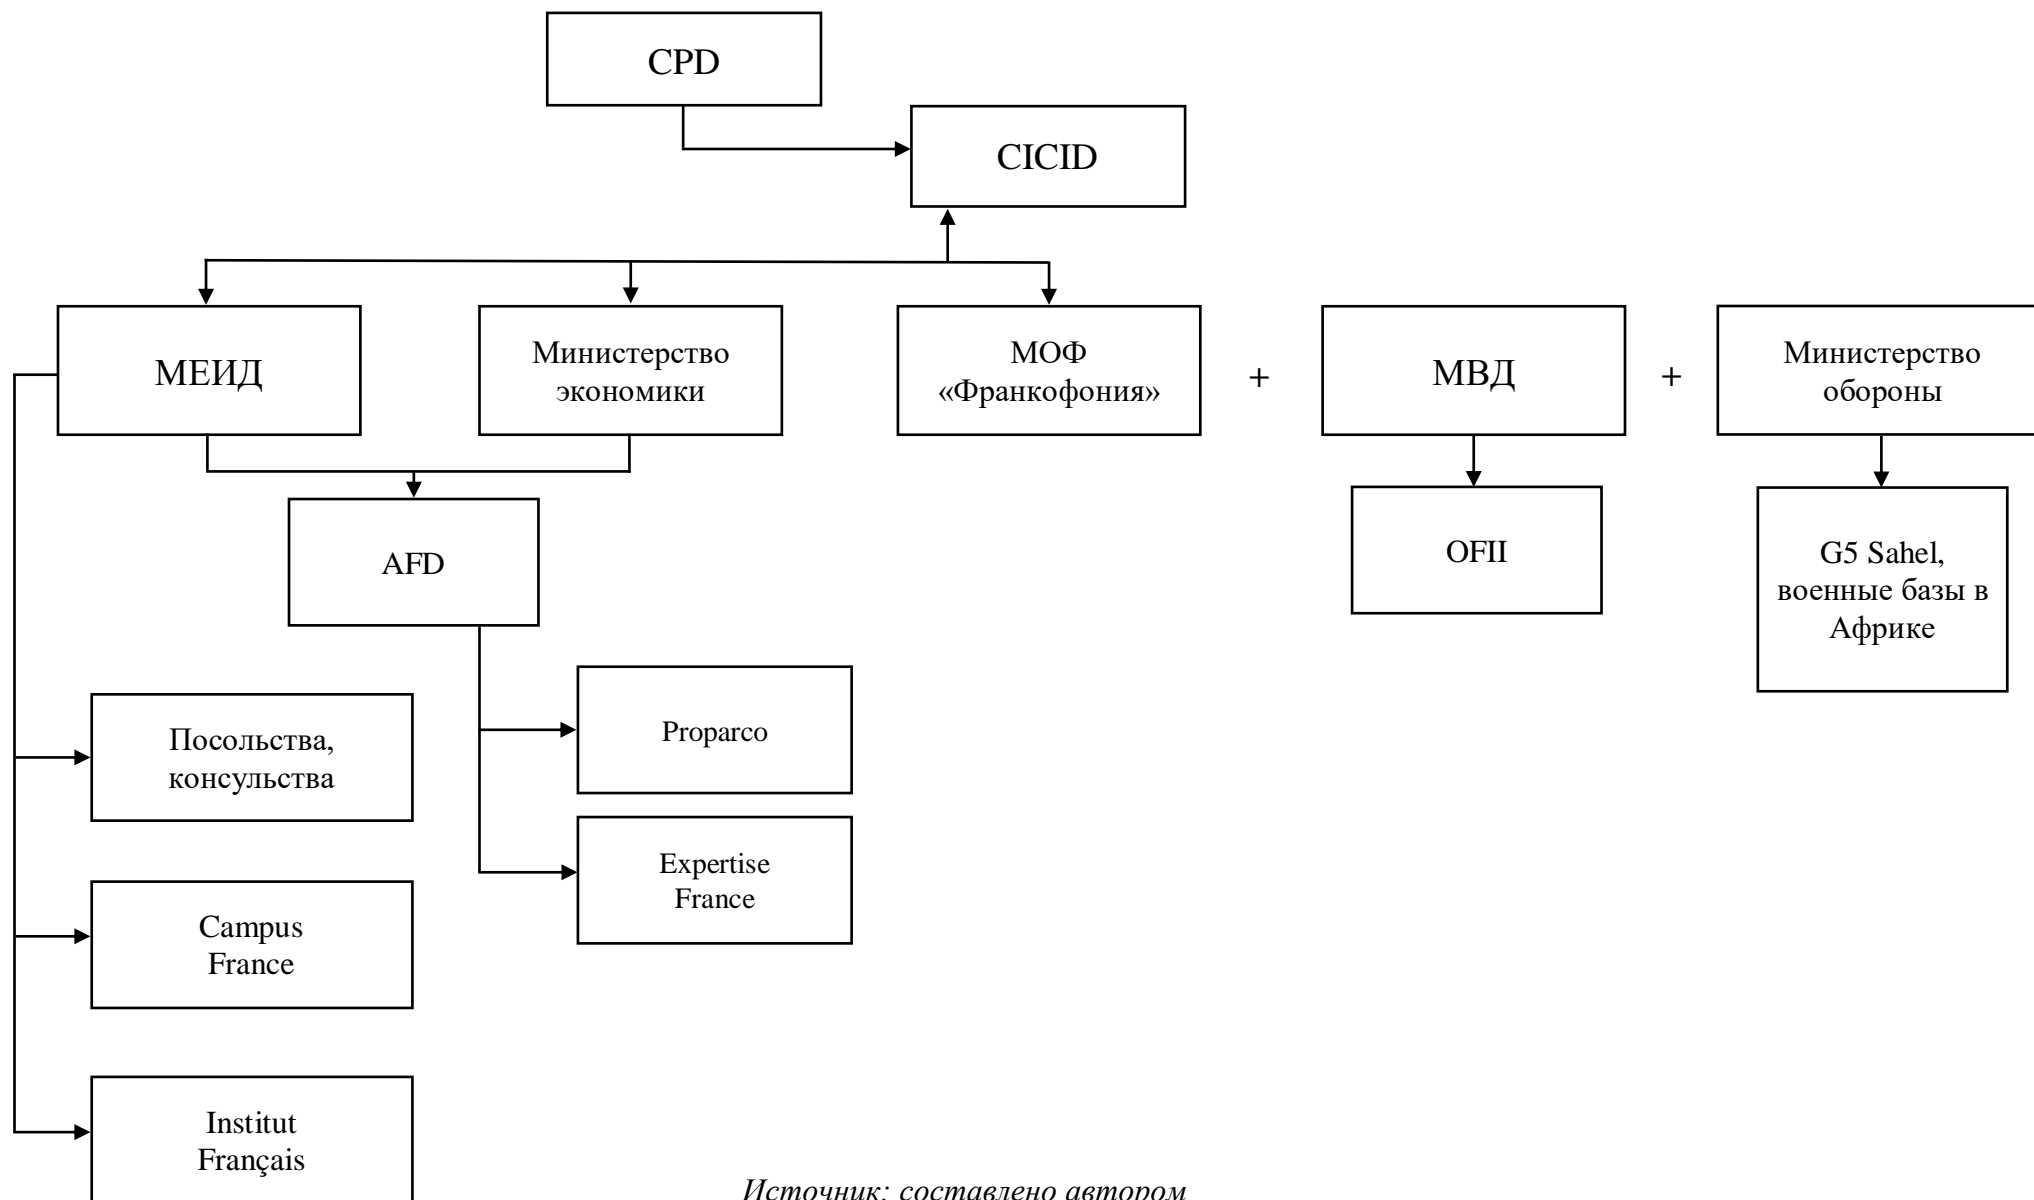 CPD
CICID
МЕИД
Министерство
экономики
МОФ
«Франкофония»
+
МВД
+
Министерство
обороны
AFD
OFII
G5 Sahel,
военные базы в
Африке
Посольства,
консульства
Proparco
Expertise
France
Campus
France
Institut
Français
Источник: составлено автором